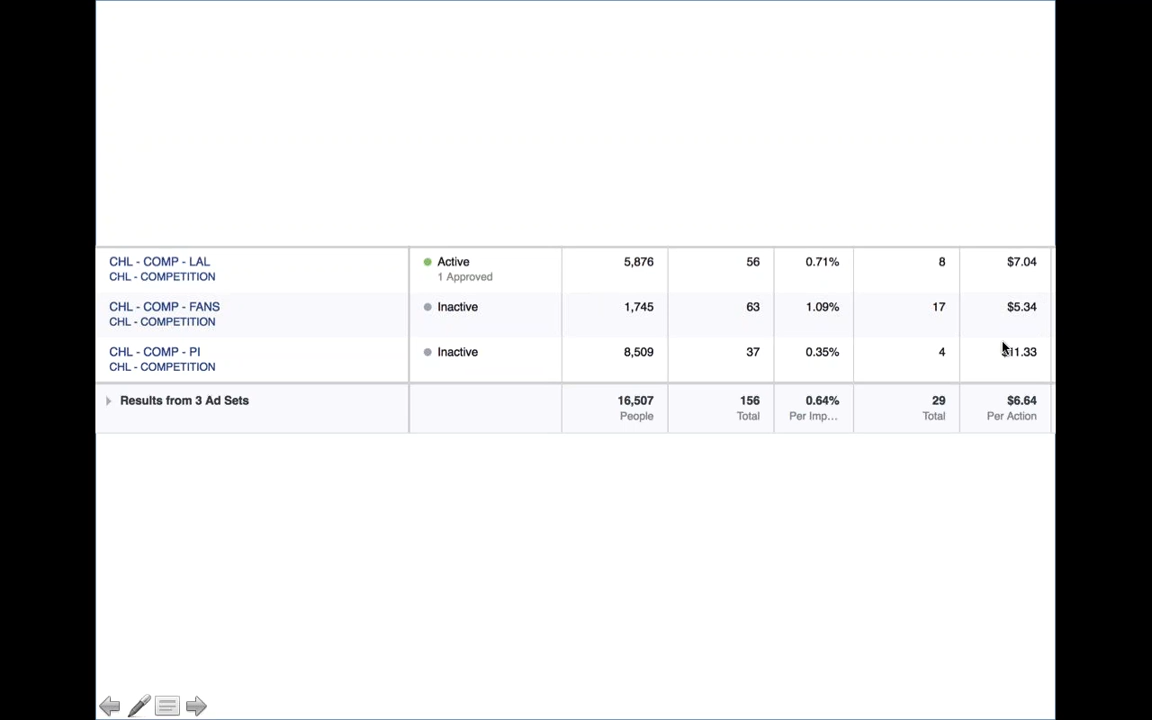 CHL - COMP - LAL Active 5,876 56 0.71% 8 $7.04
CHL - COMPETITION 1 Approved
CHL - COMP - FANS Inactive 1,745 63 1.09% 17 $5.34
CHL - COMPETITION
CHL - COMP - PI Inactive 8,509 37 0.35% 4 $11.33
CHL - COMPETITION
Results from 3 Ad Sets 16,507 156 0.64% 29 $6.64
People Total Per Imp... Total Per Action